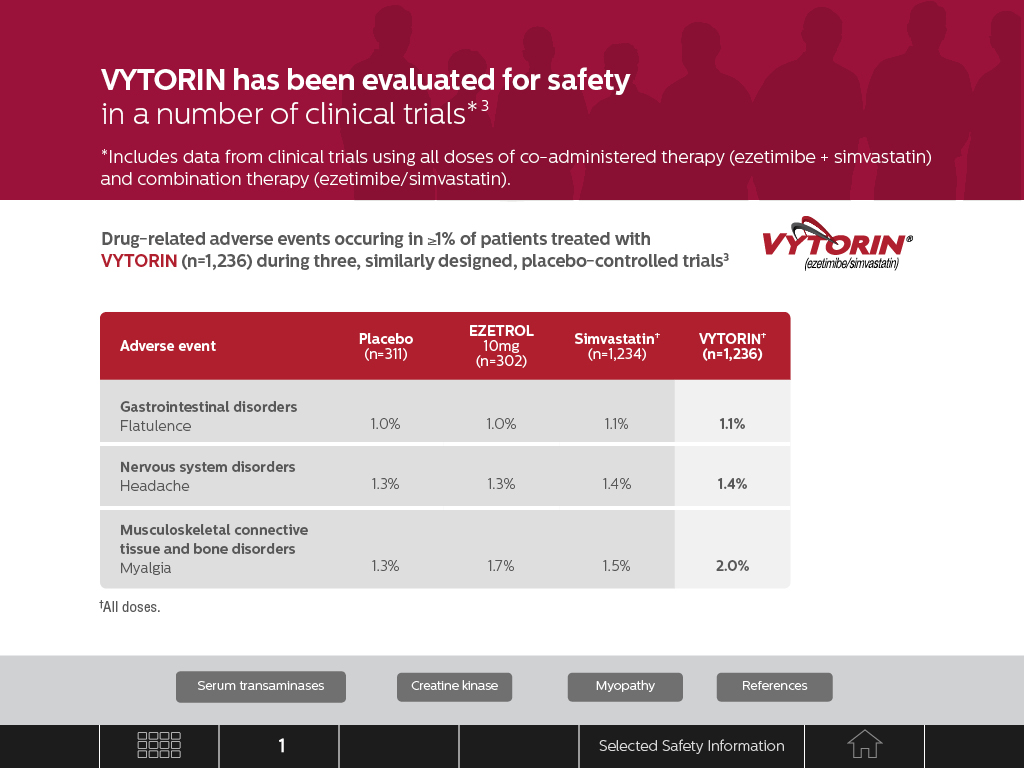 VYTORIN has been evaluated for safety
in a number of clinical trials*³
*Includes data from clinical trials using all doses of co-administered therapy (ezetimibe + simvastatin)
and combination therapy (ezetimibe/simvastatin).
Drug-related adverse events occuring in ≥1% of patients treated with
VYTORIN (n=1,236) during three, similarly designed, placebo-controlled trials³
VYTORIN®
(ezetimibe/simvastatin)
Adverse event
Placebo
(n=311)
EZETROL
10mg
(n=302)
Simvastatin†
(n=1,234)
VYTORIN†
(n=1,236)
Gastrointestinal disorders
Flatulence 1.0% 1.0% 1.1% 1.1%
Nervous system disorders
Headache 1.3% 1.3% 1.4% 1.4%
Musculoskeletal connective
tissue and bone disorders
Myalgia 1.3% 1.7% 1.5% 2.0%
†All doses.
Serum transaminases
Creatine kinase
Myopathy
References
1
Selected Safety Information